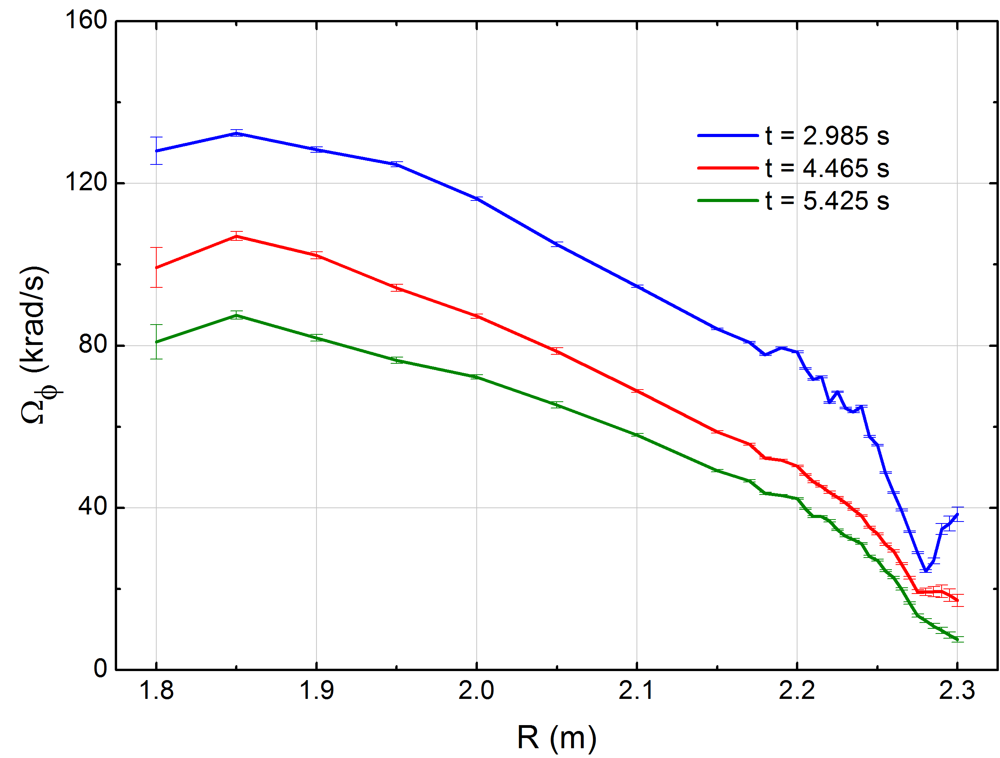 160
120
80
40
0
Ωϕ (krad/s)
t = 2.985 s
t = 4.465 s
t = 5.425 s
1.8 1.9 2.0 2.1 2.2 2.3
R (m)